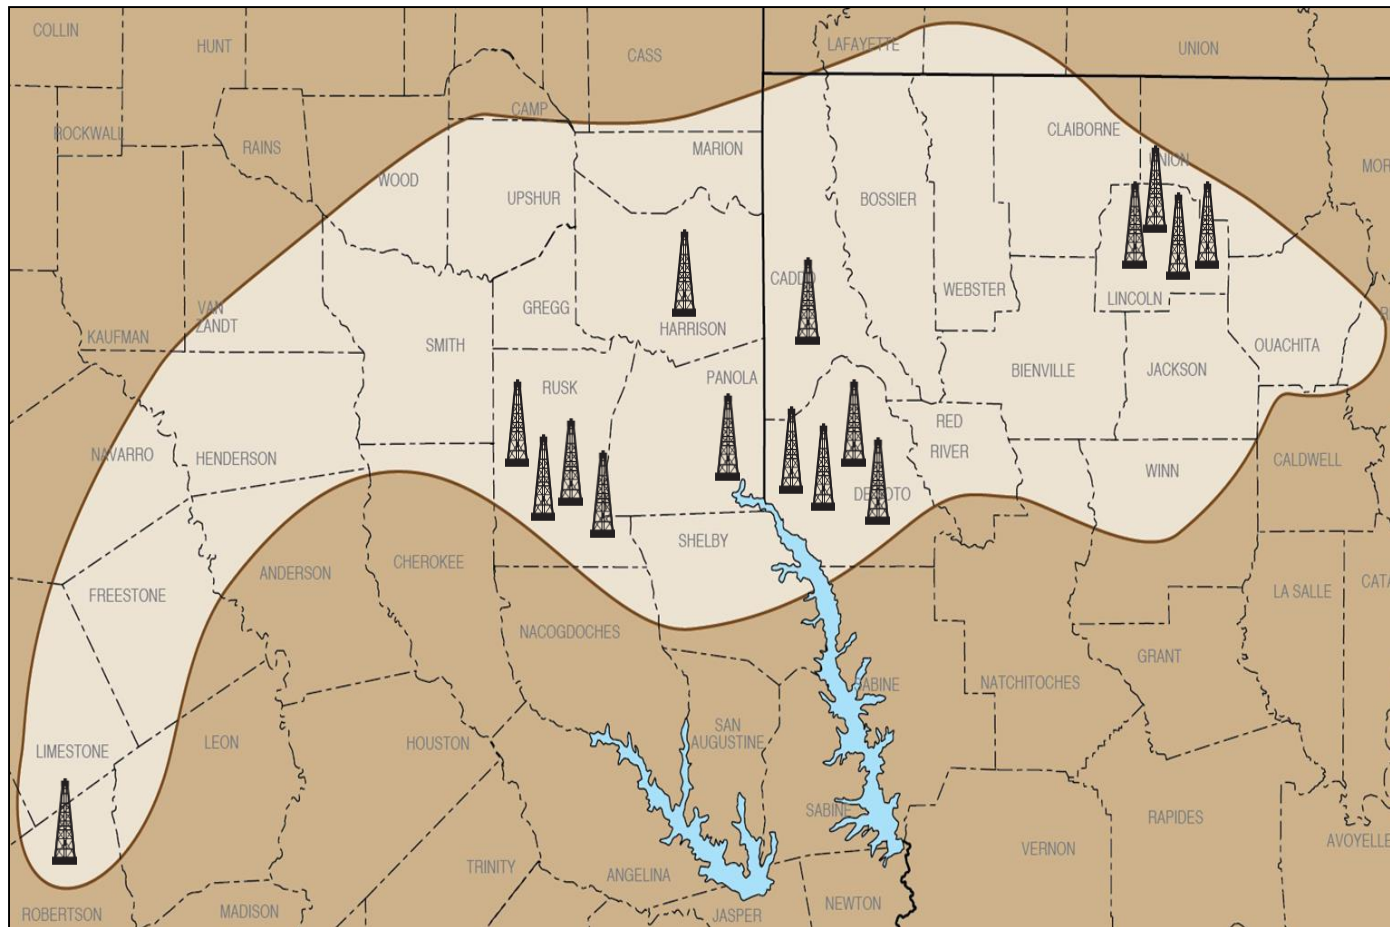 COLLIN
HUNT
CASS
LAFAYETTE
UNION
ROCKWALL
RAINS
CAMP
MARION
CLAIBORNE
UNION
WOOD
UPSHUR
BOSSIER
CADDO
WEBSTER
LINCOLN
VAN
ZANDT
KAUFMAN
GREGG
HARRISON
SMITH
OUACHITA
RUSK
PANOLA
BIENVILLE
JACKSON
RED
RIVER
NAVARRO
HENDERSON
DESOTO
WINN
CALDWELL
SHELBY
FREESTONE
ANDERSON
CHEROKEE
LA SALLE
NACOGDOCHES
GRANT
SABINE
NATCHITOCHES
LIMESTONE
LEON
HOUSTON
SAN
AUGUSTINE
SABINE
RAPIDES
AVOYELLE
VERNON
TRINITY
ANGELINA
ROBERTSON
MADISON
JASPER
NEWTON